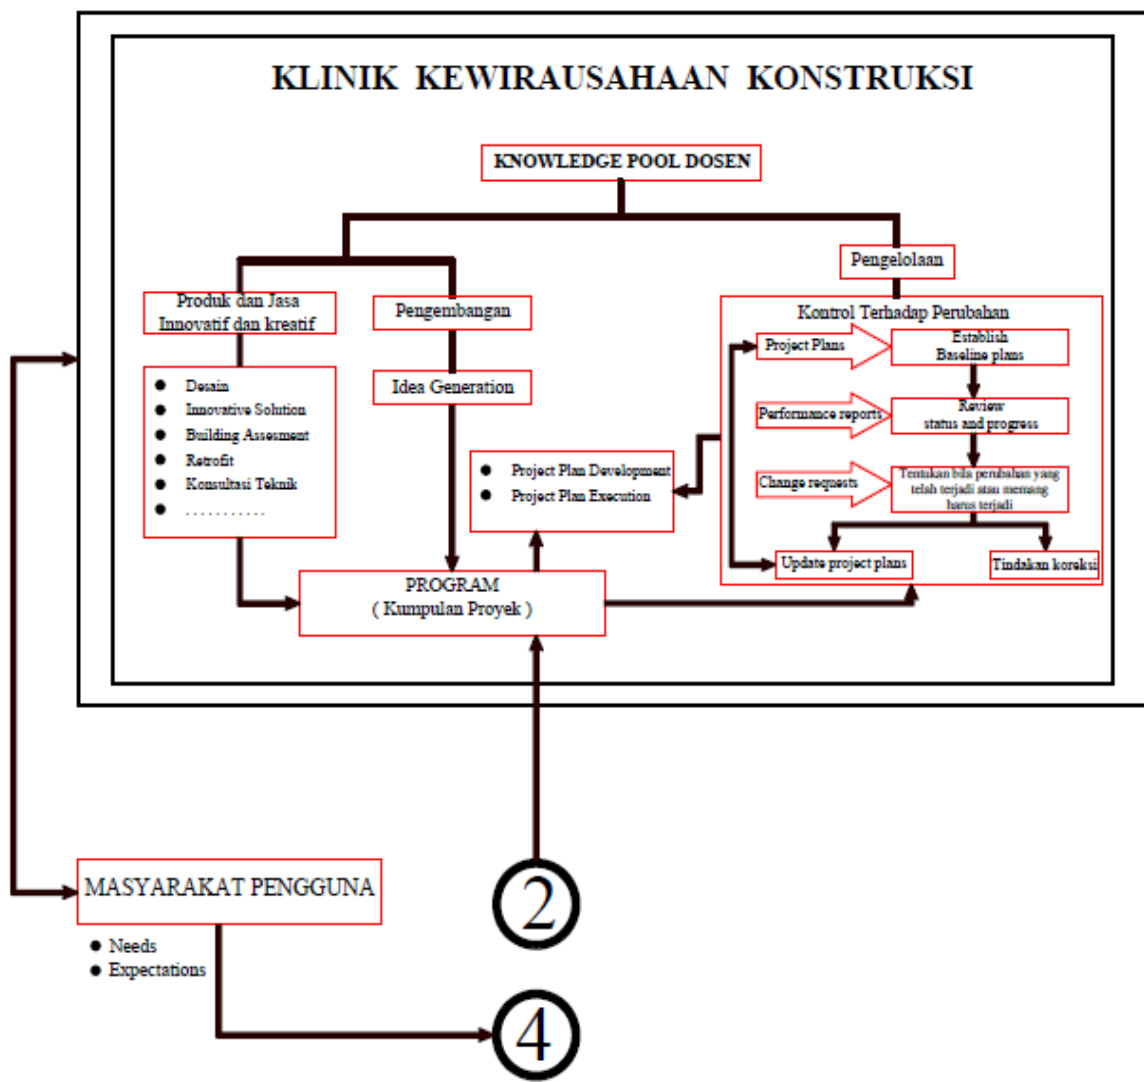 KLINIK KEWIRAUSAHAAN KONSTRUKSI
KNOWLEDGE POOL DOSEN
Pengelolaan
Produk dan Jasa
Innovatif dan kreatif
Pengembangan
Kontrol Terhadap Perubahan
Project Plans
Establish
Baseline plans
Idea Generation
Desain
Innovative Solution
Building Assesment
Retrofit
Konsultasi Teknik
. . . . . . . . . . .
Performance reports
Review
status and progress
Project Plan Development
Project Plan Execution
Change requests
Tentukan bila perubahan yang
telah terjadi atau memang
harus terjadi
Update project plans
Tindakan koreksi
PROGRAM
( Kumpulan Proyek )
MASYARAKAT PENGGUNA
Needs
Expectations
2
4